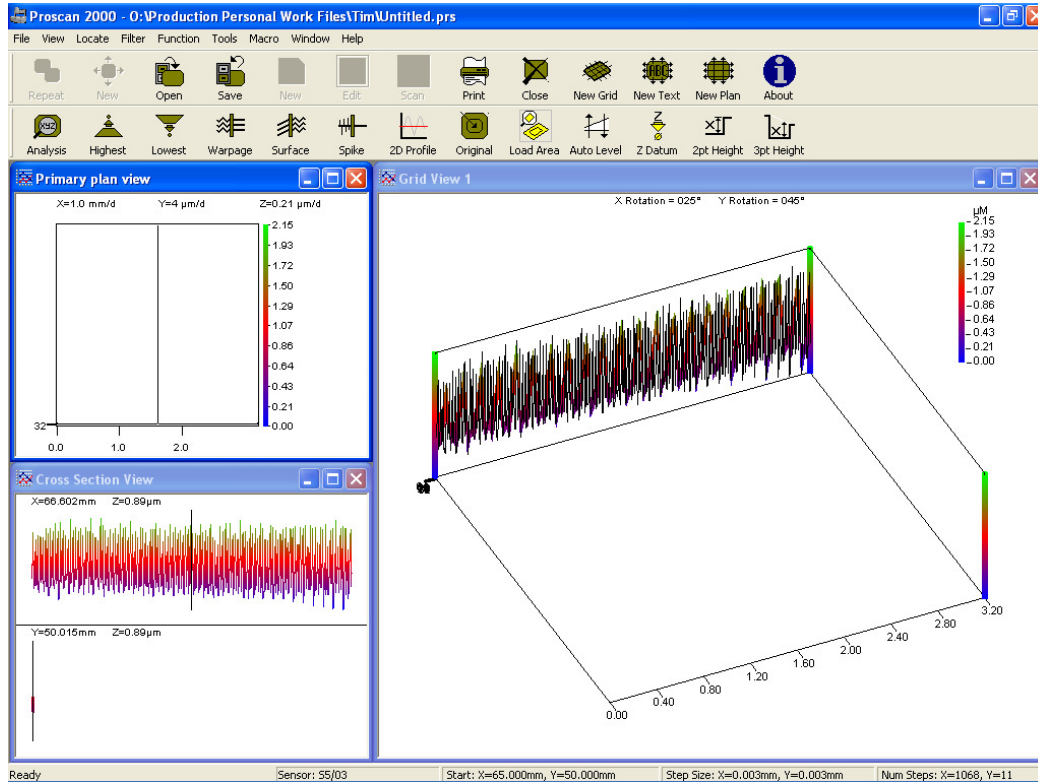 Proscan 2000 - O:\Production Personal Work Files\Tim\Untitled.prs
File View Locate Filter Function Tools Macro Window Help
Repeat New Open Save New Edit Scan Print Close New Grid New Text New Plan About
Analysis Highest Lowest Warpage Surface Spike 2D Profile Original Load Area Auto Level Z Datum 2pt Height 3pt Height
Primary plan view
X=1.0 mm/d Y=4 µm/d Z=0.21 µm/d
2.15
1.93
1.72
1.50
1.29
1.07
0.86
0.64
0.43
0.21
0.00
32
0.0 1.0 2.0
Cross Section View
X=66.602mm Z=0.89µm
Y=50.015mm Z=0.89µm
Grid View 1
X Rotation = 025° Y Rotation = 045°
µM
2.15
1.93
1.72
1.50
1.29
1.07
0.86
0.64
0.43
0.21
0.00
0.00 0.40 0.80 1.20 1.60 2.00 2.40 2.80 3.20
Ready Sensor: S5/03 Start: X=65.000mm, Y=50.000mm Step Size: X=0.003mm, Y=0.003mm Num Steps: X=1068, Y=11